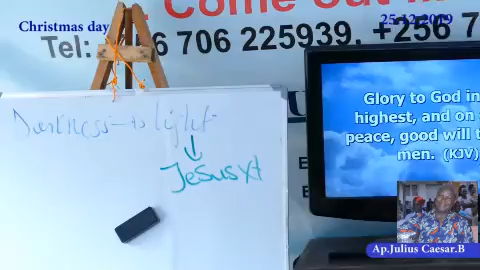 Christmas day
25.12.2019
Come Out
Tel: +256 706 225939, +256 7
Darkness → to light
↓
Jesus xt
Glory to God in
highest, and on
peace, good will t
men. (KJV)
Ap.Julius Caesar.B